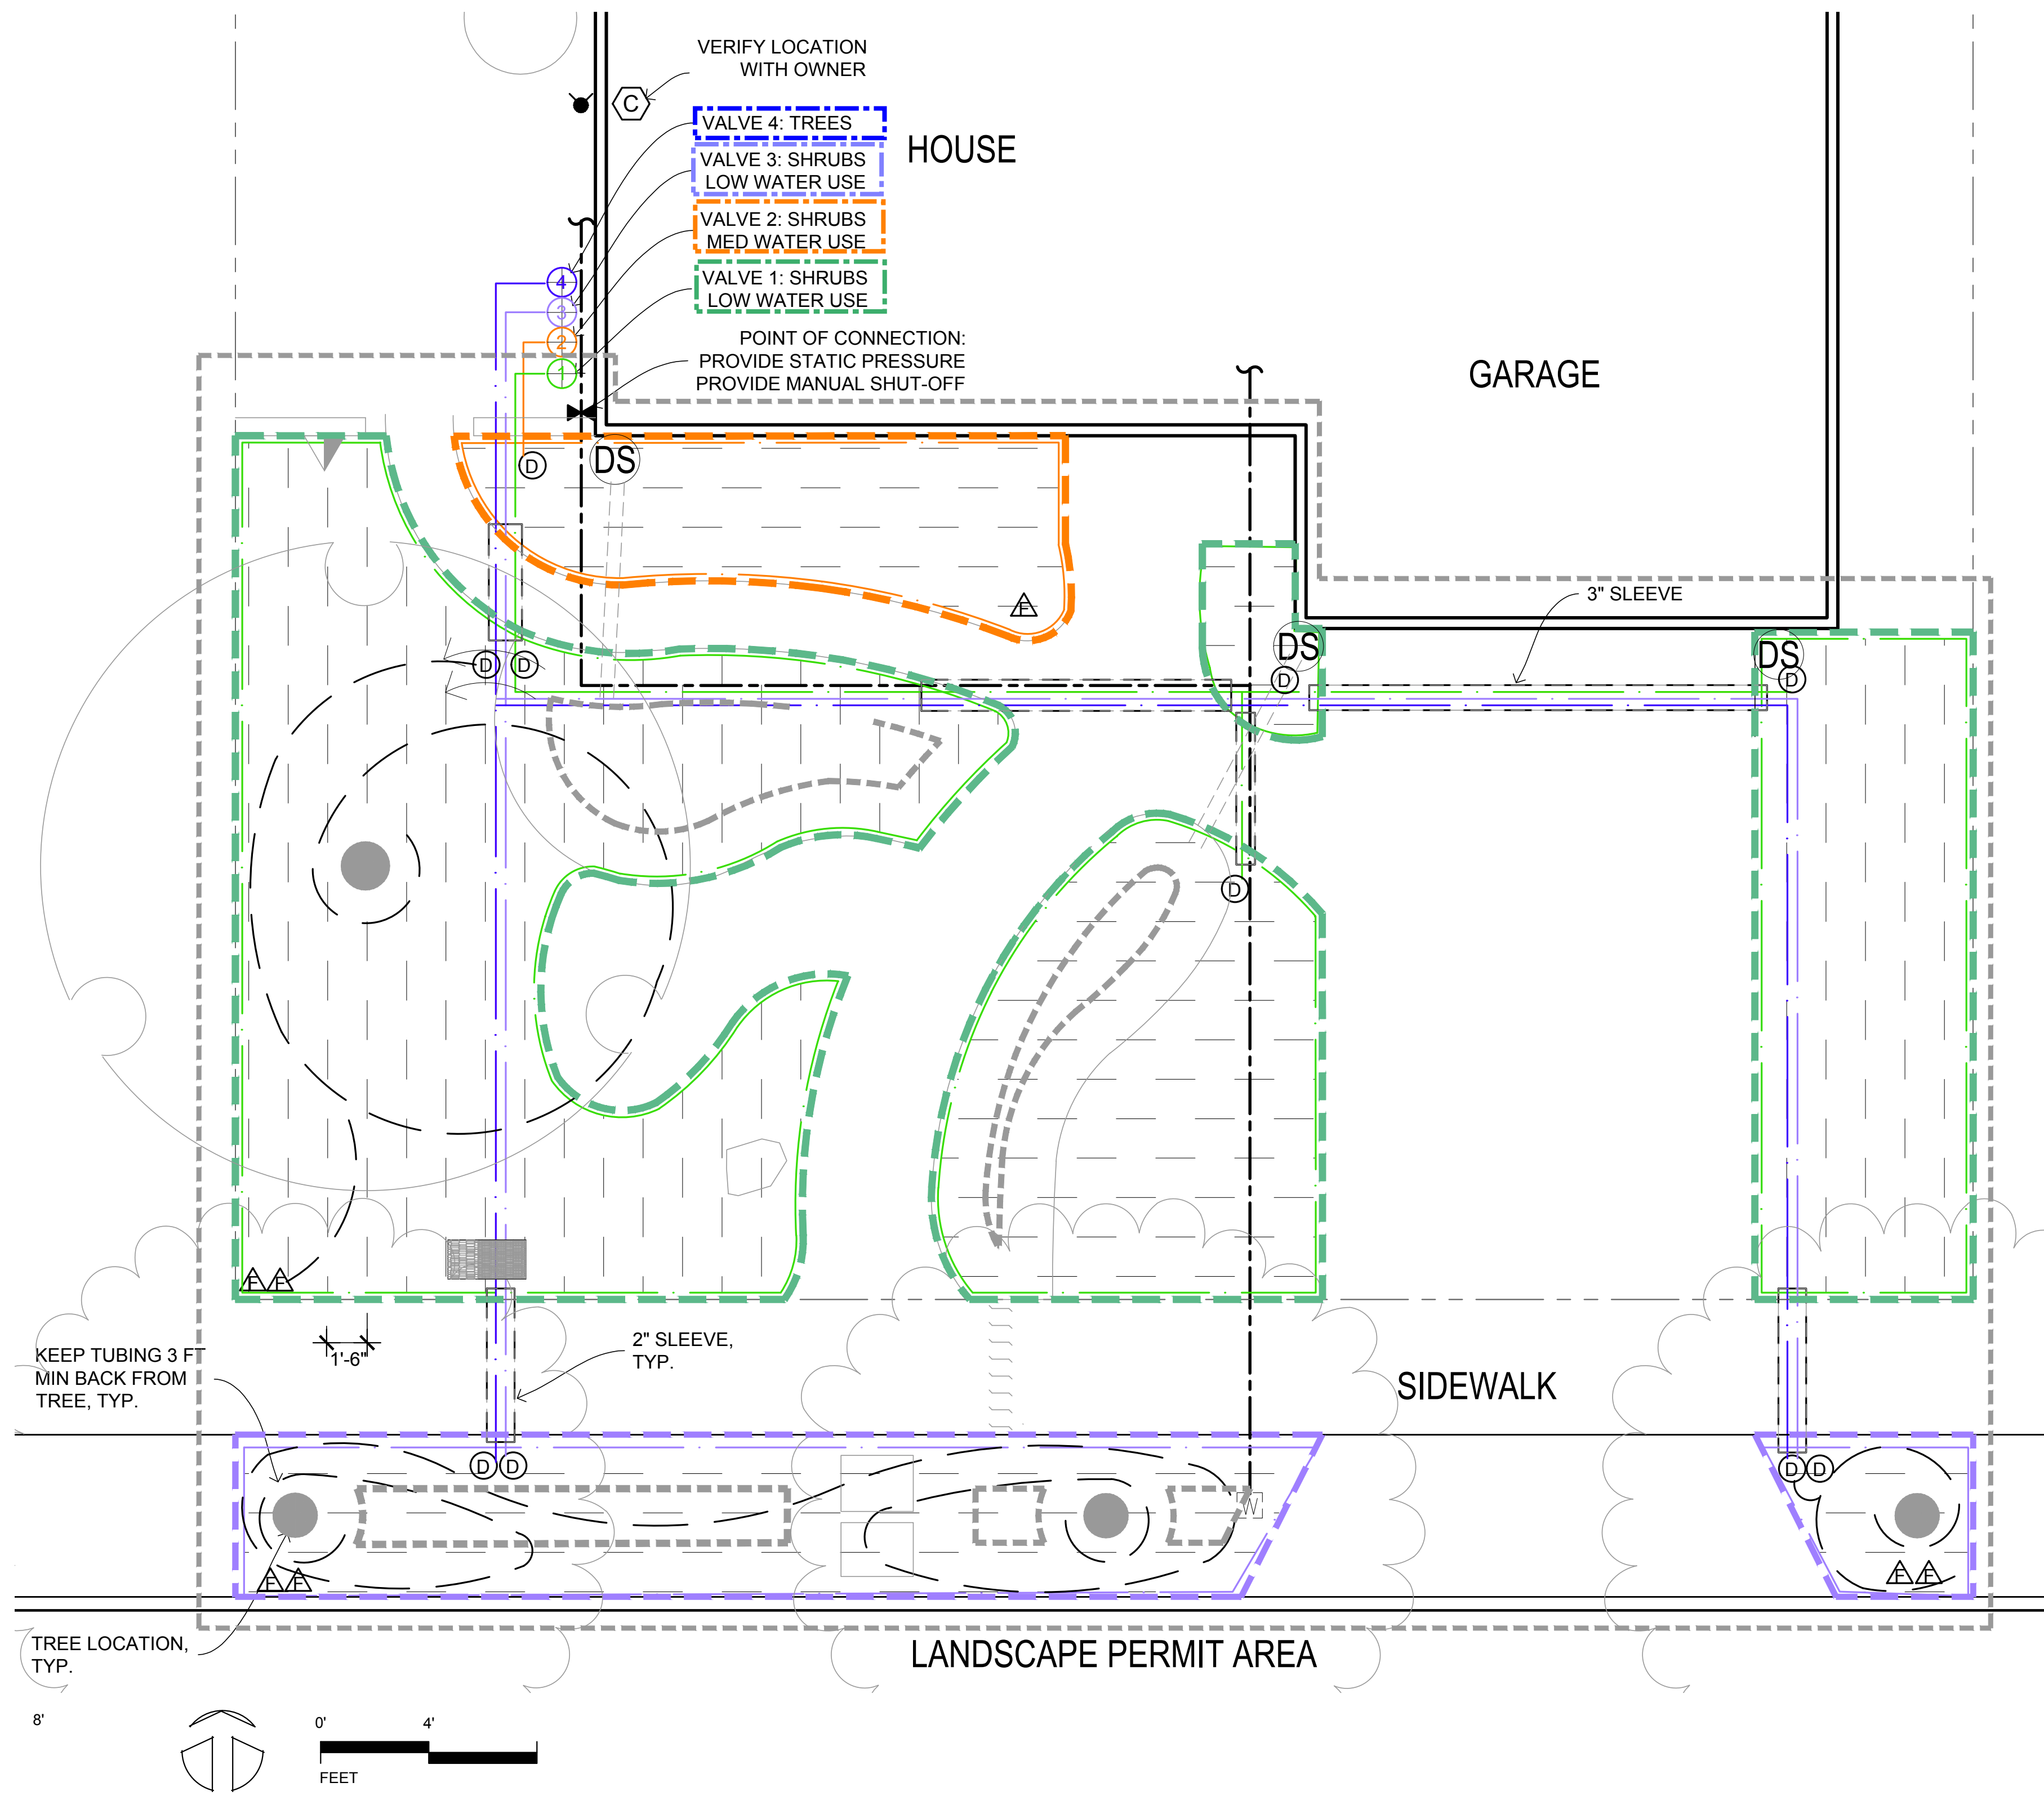 VERIFY LOCATION
WITH OWNER
C
VALVE 4: TREES
HOUSE
VALVE 3: SHRUBS
LOW WATER USE
VALVE 2: SHRUBS
MED WATER USE
VALVE 1: SHRUBS
LOW WATER USE
4
3
2
1
POINT OF CONNECTION:
PROVIDE STATIC PRESSURE
PROVIDE MANUAL SHUT-OFF
GARAGE
D
DS
F
3" SLEEVE
D D
DS
D
DS
D
D
F F
1'-6"
KEEP TUBING 3 FT
MIN BACK FROM
TREE, TYP.
2" SLEEVE,
TYP.
SIDEWALK
D D
W
D D
F F
F F
TREE LOCATION,
TYP.
LANDSCAPE PERMIT AREA
8'
0'
4'
FEET